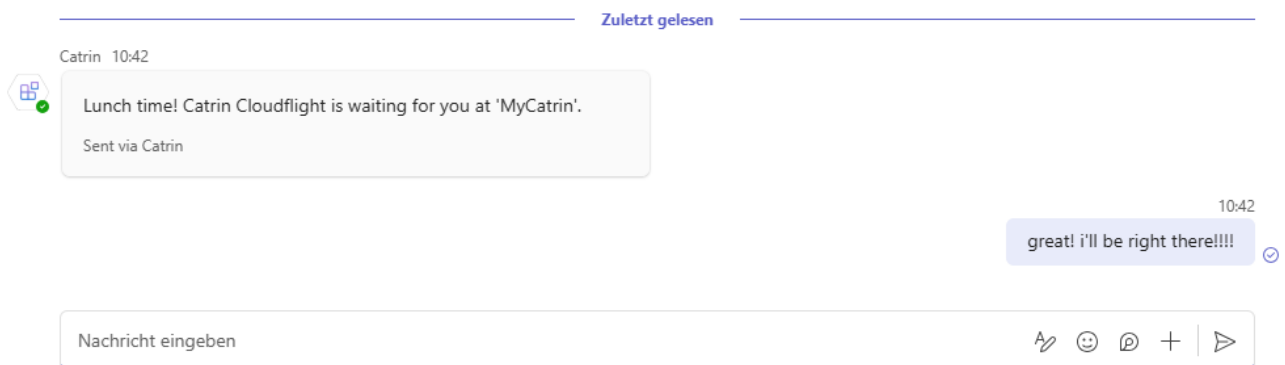 Zuletzt gelesen
Catrin 10:42
Lunch time! Catrin Cloudflight is waiting for you at 'MyCatrin'.
Sent via Catrin
10:42
great! i'll be right there!!!!
Nachricht eingeben